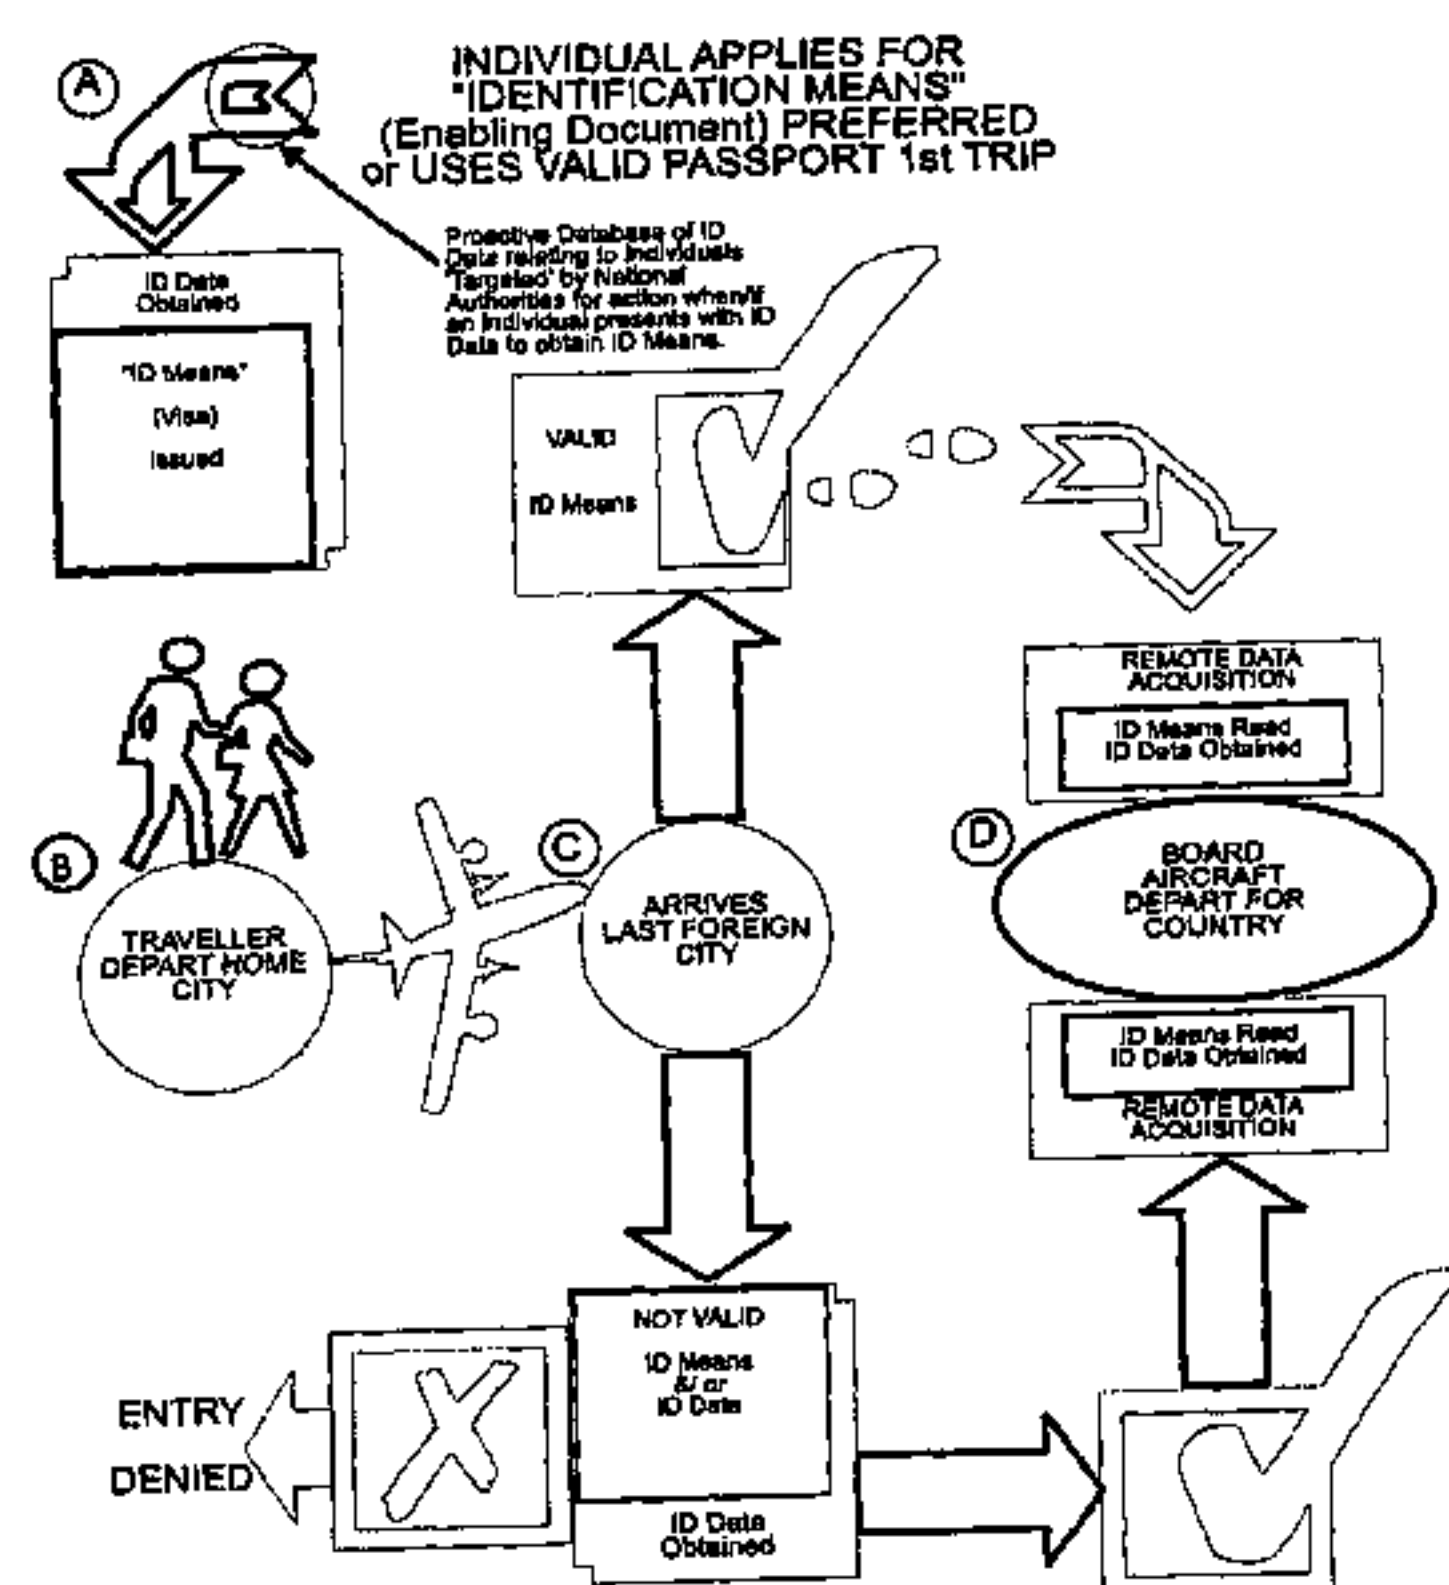 A
INDIVIDUAL APPLIES FOR
"IDENTIFICATION MEANS"
(Enabling Document) PREFERRED
or USES VALID PASSPORT 1st TRIP
Proactive Database of ID
Data relating to individuals
'Targeted' by National
Authorities for action when/if
an individual presents with ID
Data to obtain ID Means.
ID Data
Obtained
"ID Means"
(Visa)
Issued
VALID
ID Means
REMOTE DATA
ACQUISITION
ID Means Read
ID Data Obtained
B
TRAVELLER
DEPART HOME
CITY
C
ARRIVES
LAST FOREIGN
CITY
D
BOARD
AIRCRAFT
DEPART FOR
COUNTRY
ID Means Read
ID Data Obtained
REMOTE DATA
ACQUISITION
NOT VALID
ID Means
&/ or
ID Data
ID Data
Obtained
ENTRY
DENIED